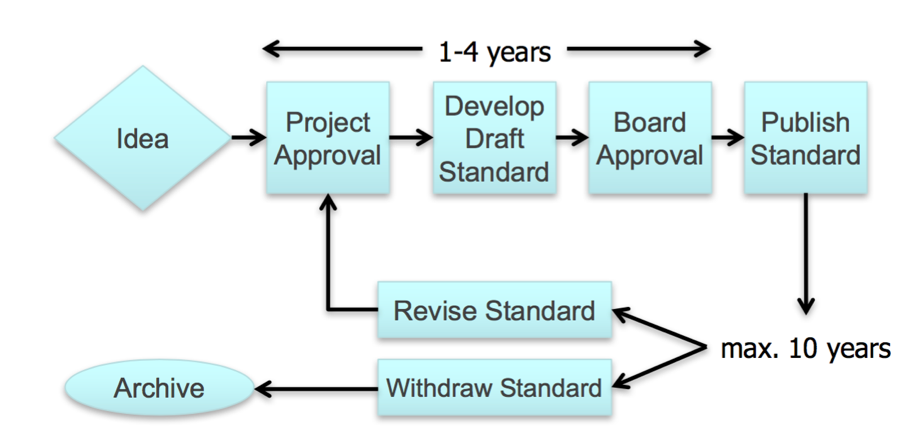 1-4 years
Idea
Project
Approval
Develop
Draft
Standard
Board
Approval
Publish
Standard
Revise Standard
max. 10 years
Archive
Withdraw Standard